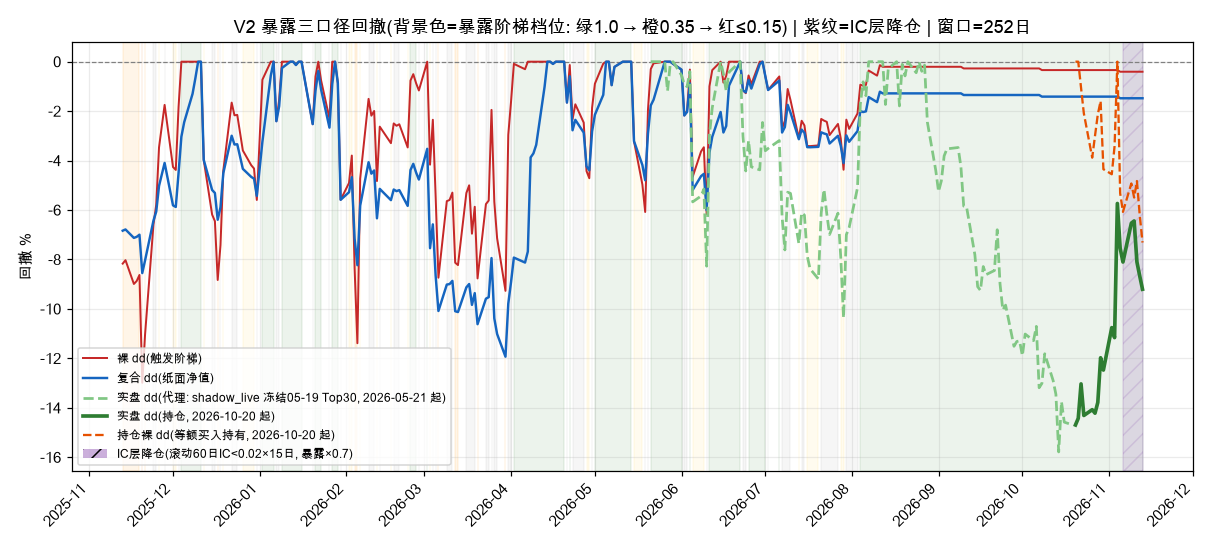 V2 暴露三口径回撤(背景色=暴露阶梯档位: 绿1.0 → 橙0.35 → 红≤0.15) | 紫纹=IC层降仓 | 窗口=252日
回撤 %
0
-2
-4
-6
-8
-10
-12
-14
-16
裸 dd(触发阶梯)
复合 dd(纸面净值)
实盘 dd(代理: shadow_live 冻结05-19 Top30, 2026-05-21 起)
实盘 dd(持仓, 2026-10-20 起)
持仓裸 dd(等额买入持有, 2026-10-20 起)
IC层降仓(滚动60日IC<0.02×15日, 暴露×0.7)
2025-11
2025-12
2026-01
2026-02
2026-03
2026-04
2026-05
2026-06
2026-07
2026-08
2026-09
2026-10
2026-11
2026-12